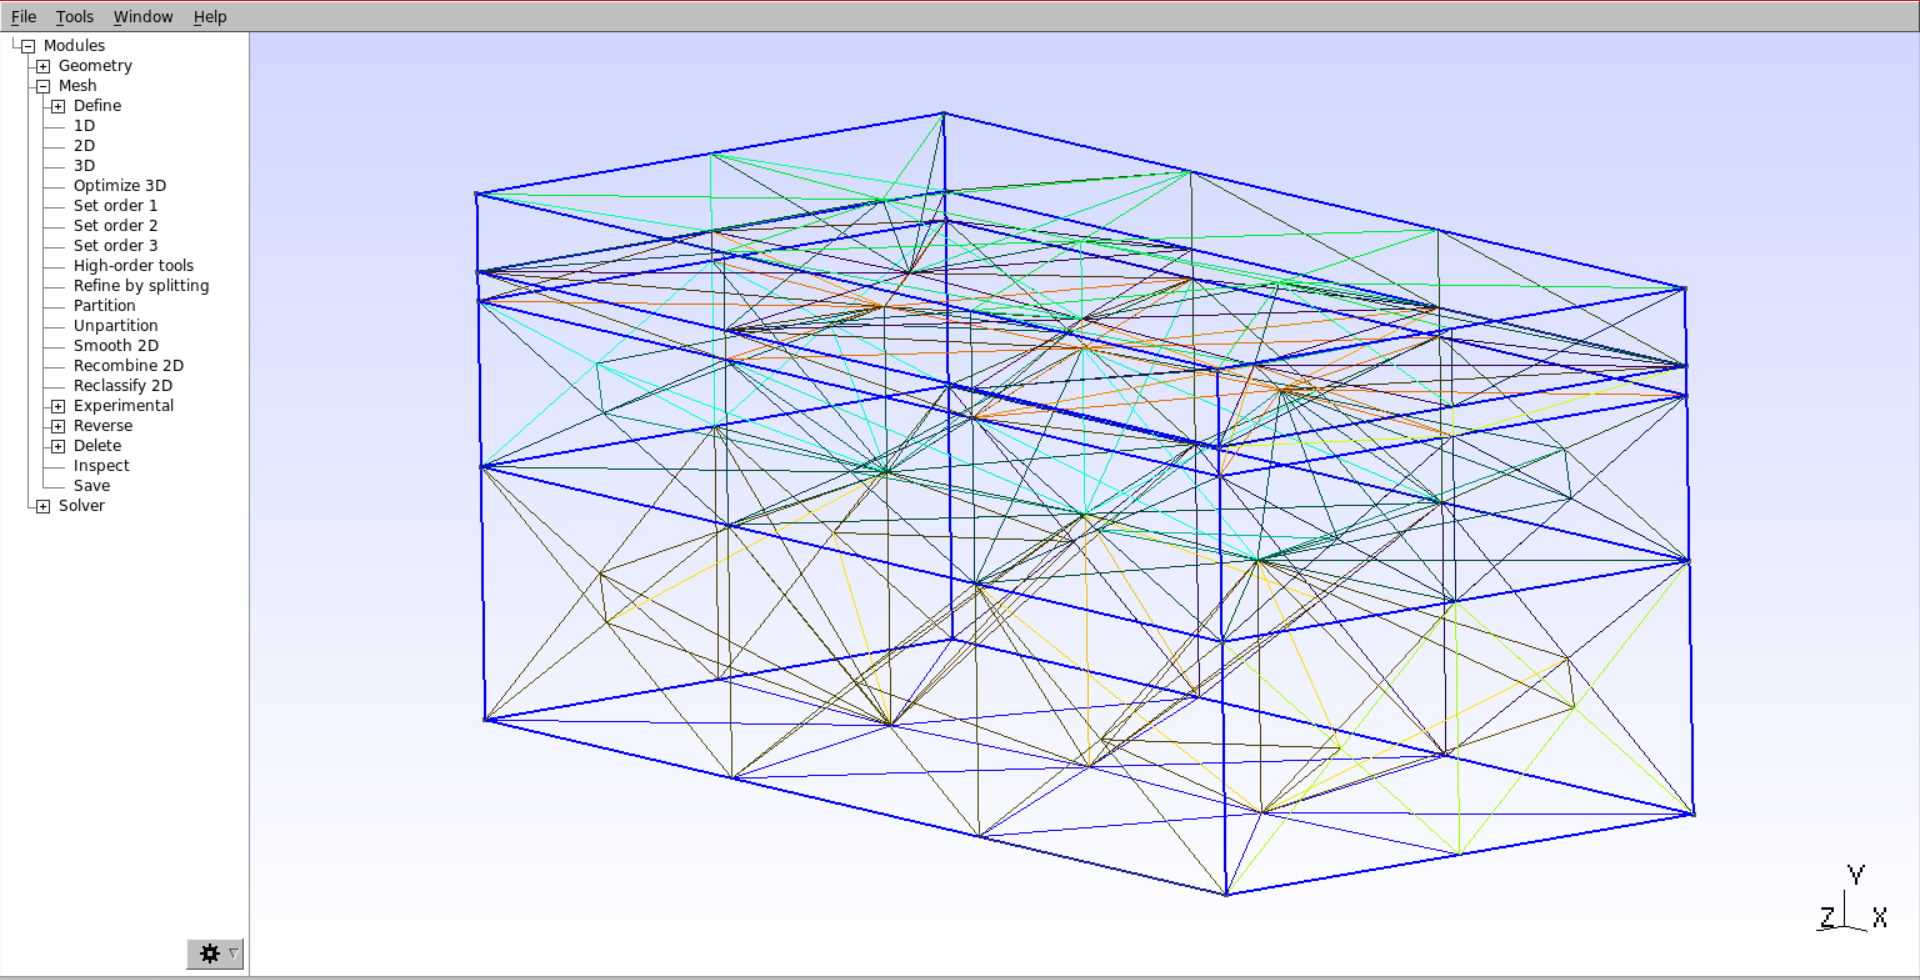 File Tools Window Help
Modules
Geometry
Mesh
Define
1D
2D
3D
Optimize 3D
Set order 1
Set order 2
Set order 3
High-order tools
Refine by splitting
Partition
Unpartition
Smooth 2D
Recombine 2D
Reclassify 2D
Experimental
Reverse
Delete
Inspect
Save
Solver
Y
Z X